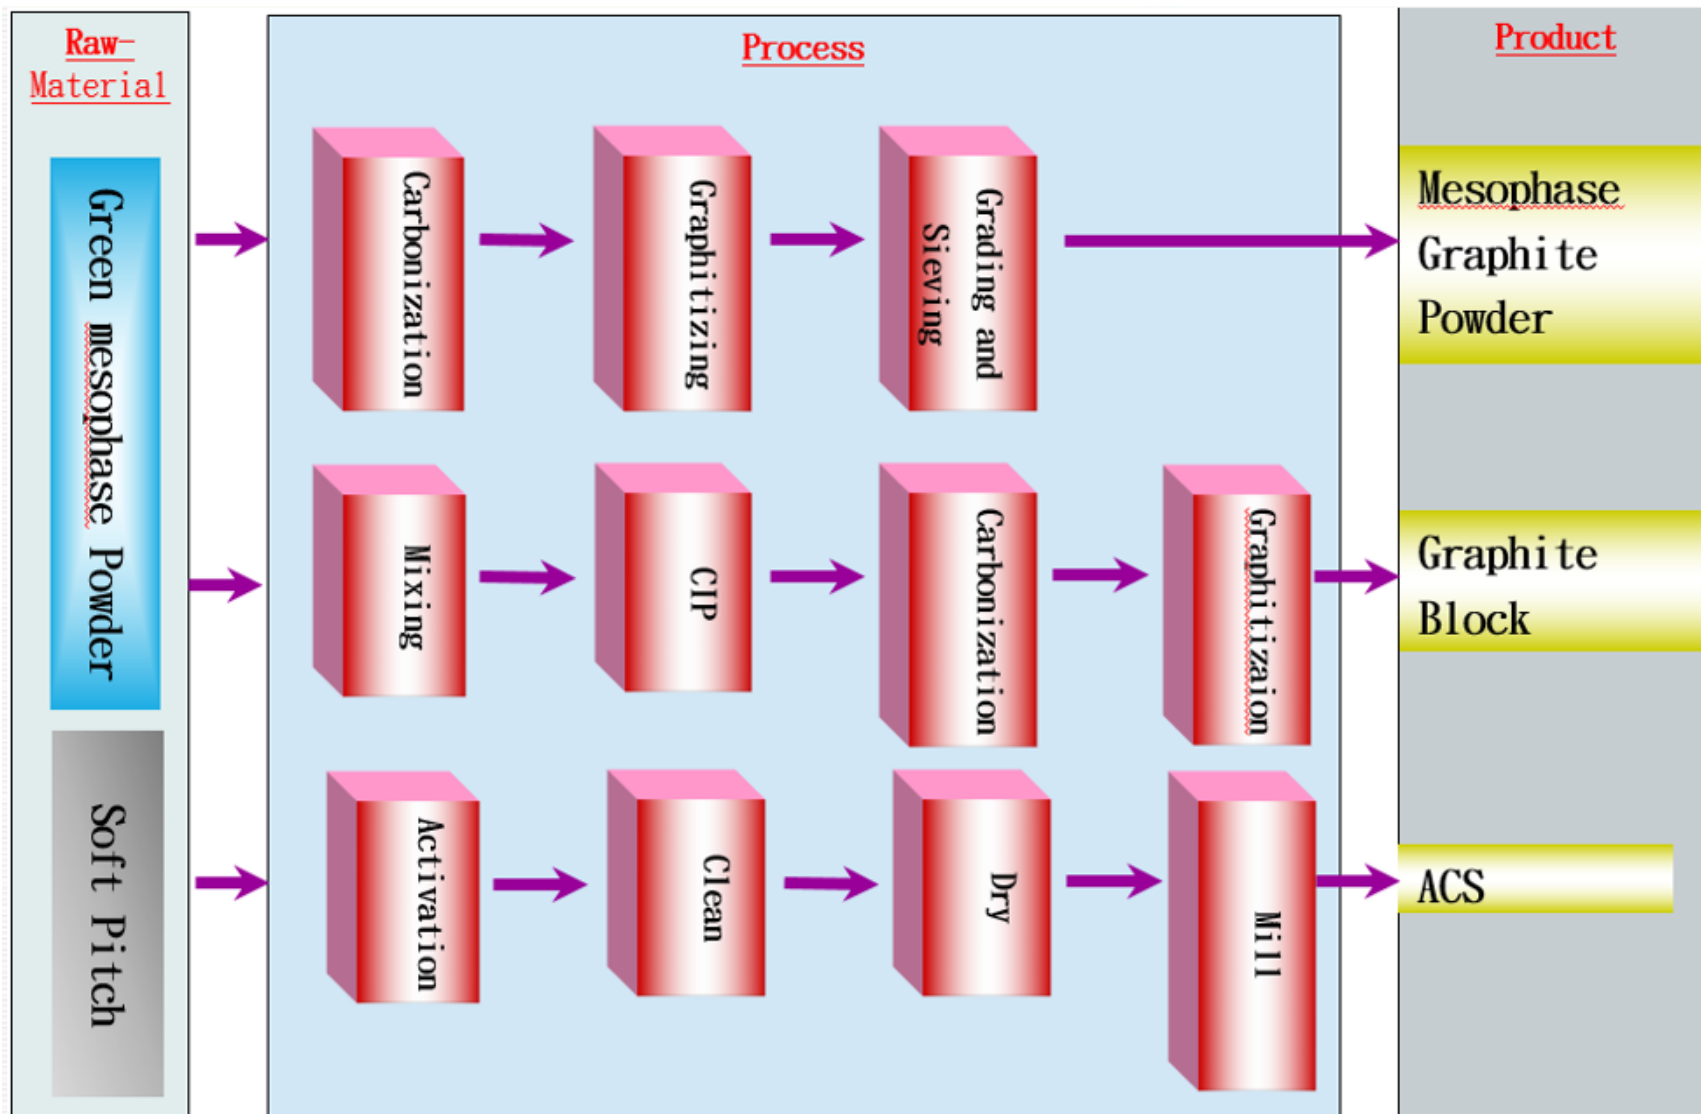 Raw-
Material
Process
Product
Green mesophase Powder
Soft Pitch
Carbonization
Graphitizing
Grading and
Sieving
Mesophase
Graphite
Powder
Mixing
CIP
Carbonization
Graphitizaion
Graphite
Block
Activation
Clean
Dry
Mill
ACS